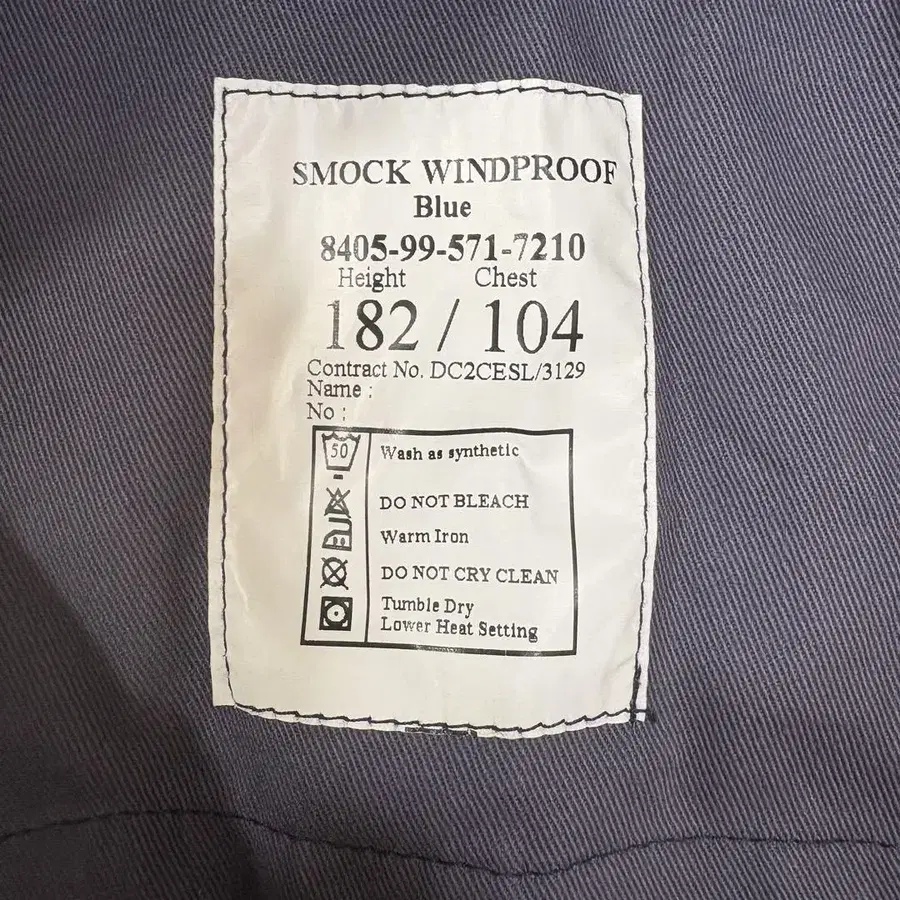 SMOCK WINDPROOF
Blue
8405-99-571-7210
Height Chest
182 / 104
Contract No. DC2CESL/3129
Name :
No :
50 Wash as synthetic
DO NOT BLEACH
Warm Iron
DO NOT CRY CLEAN
Tumble Dry
Lower Heat Setting